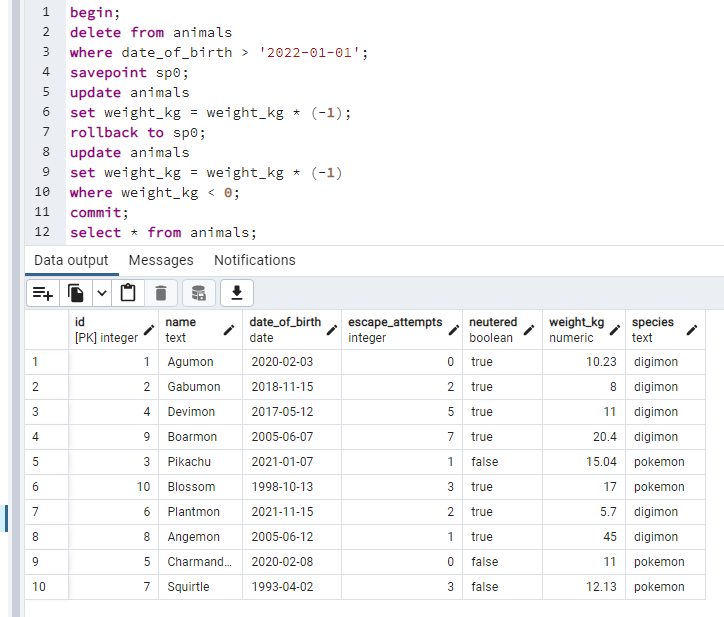 1 begin;
2 delete from animals
3 where date_of_birth > '2022-01-01';
4 savepoint sp0;
5 update animals
6 set weight_kg = weight_kg * (-1);
7 rollback to sp0;
8 update animals
9 set weight_kg = weight_kg * (-1)
10 where weight_kg < 0;
11 commit;
12 select * from animals;
Data output Messages Notifications
id name date_of_birth escape_attempts neutered weight_kg species
[PK] integer text date integer boolean numeric text
1 1 Agumon 2020-02-03 0 true 10.23 digimon
2 2 Gabumon 2018-11-15 2 true 8 digimon
3 4 Devimon 2017-05-12 5 true 11 digimon
4 9 Boarmon 2005-06-07 7 true 20.4 digimon
5 3 Pikachu 2021-01-07 1 false 15.04 pokemon
6 10 Blossom 1998-10-13 3 true 17 pokemon
7 6 Plantmon 2021-11-15 2 true 5.7 digimon
8 8 Angemon 2005-06-12 1 true 45 digimon
9 5 Charmand... 2020-02-08 0 false 11 pokemon
10 7 Squirtle 1993-04-02 3 false 12.13 pokemon